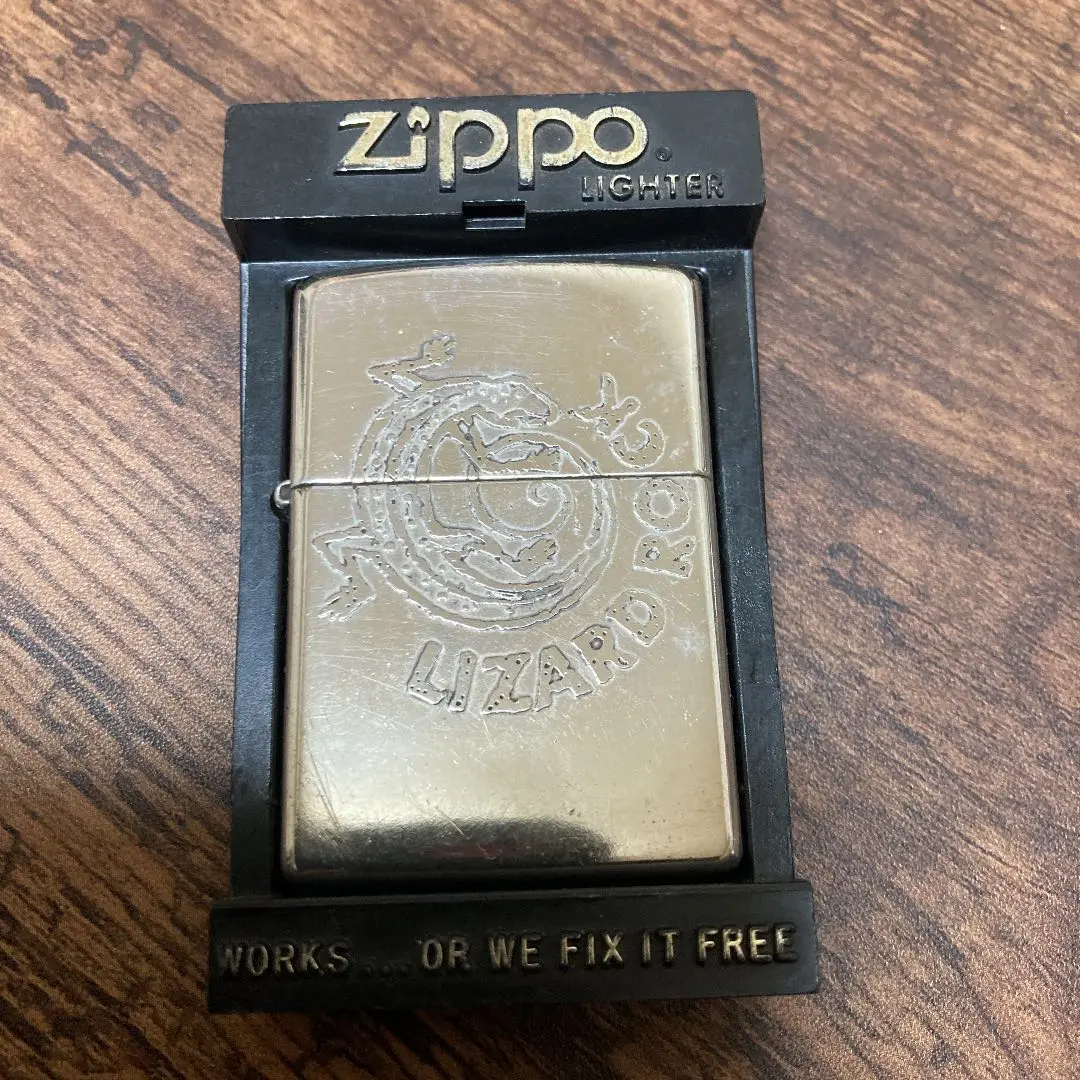 Zippo®
LIGHTER
LIZARD ROCK
WORKS....OR WE FIX IT FREE